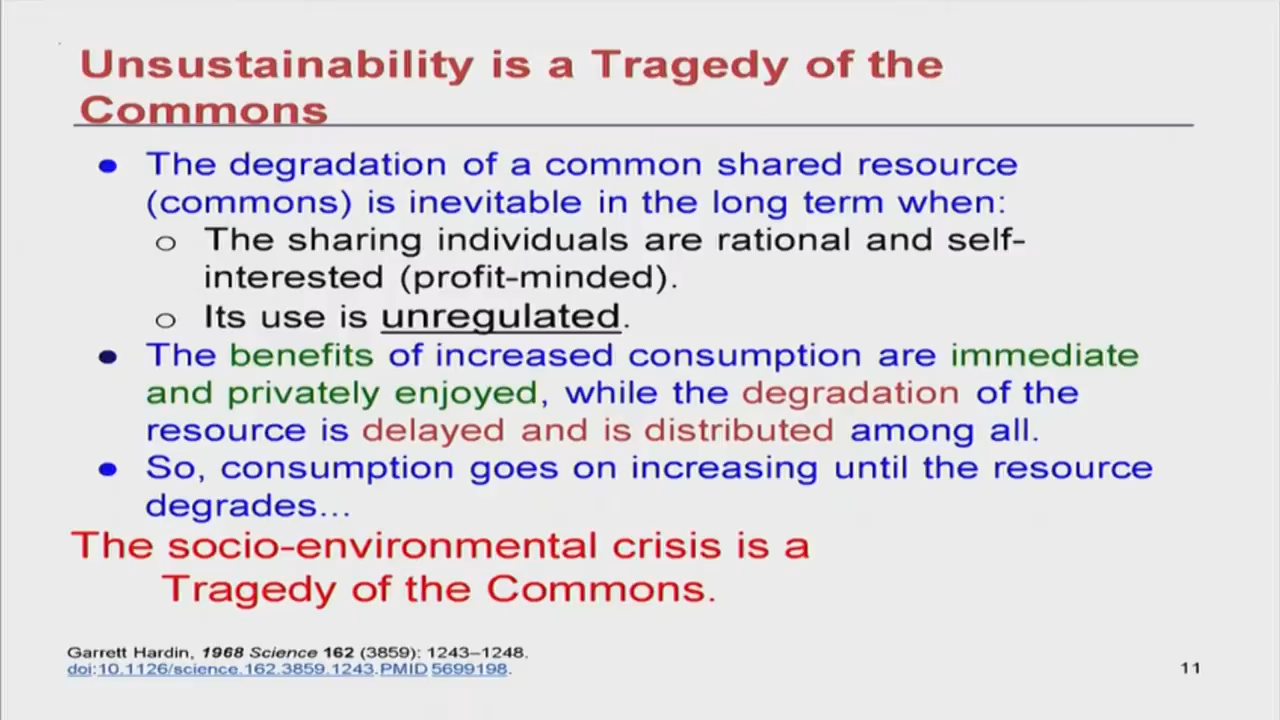 Unsustainability is a Tragedy of the
Commons
● The degradation of a common shared resource
(commons) is inevitable in the long term when:
○ The sharing individuals are rational and self-
interested (profit-minded).
○ Its use is unregulated.
● The benefits of increased consumption are immediate
and privately enjoyed, while the degradation of the
resource is delayed and is distributed among all.
● So, consumption goes on increasing until the resource
degrades...
The socio-environmental crisis is a
Tragedy of the Commons.
Garrett Hardin, 1968 Science 162 (3859): 1243–1248.
doi:10.1126/science.162.3859.1243.PMID 5699198.
11